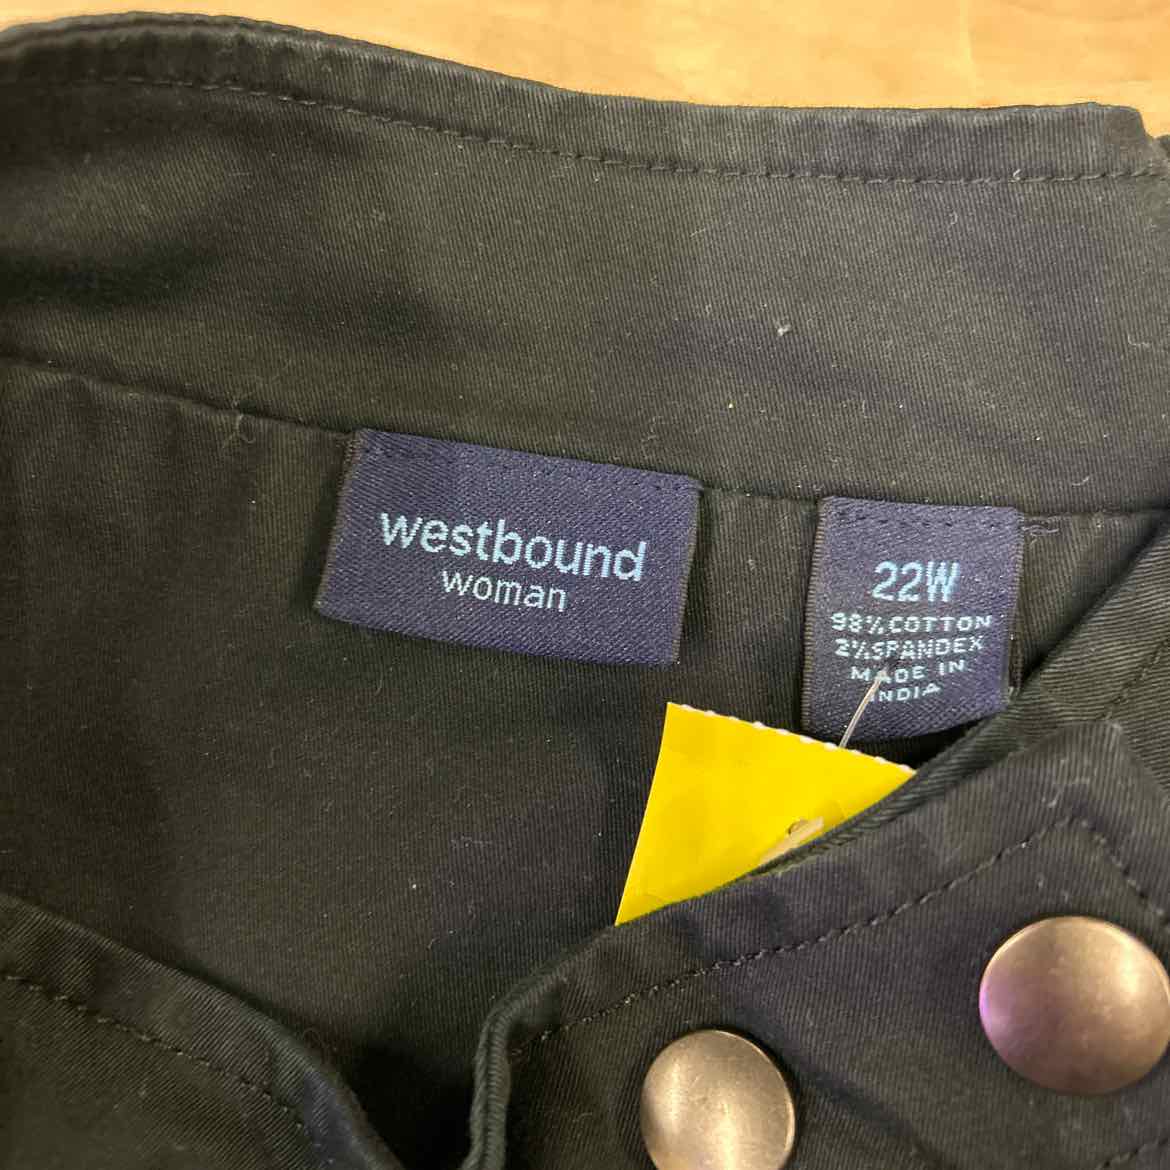 westbound
woman
22W
98% COTTON
2% SPANDEX
MADE IN
INDIA